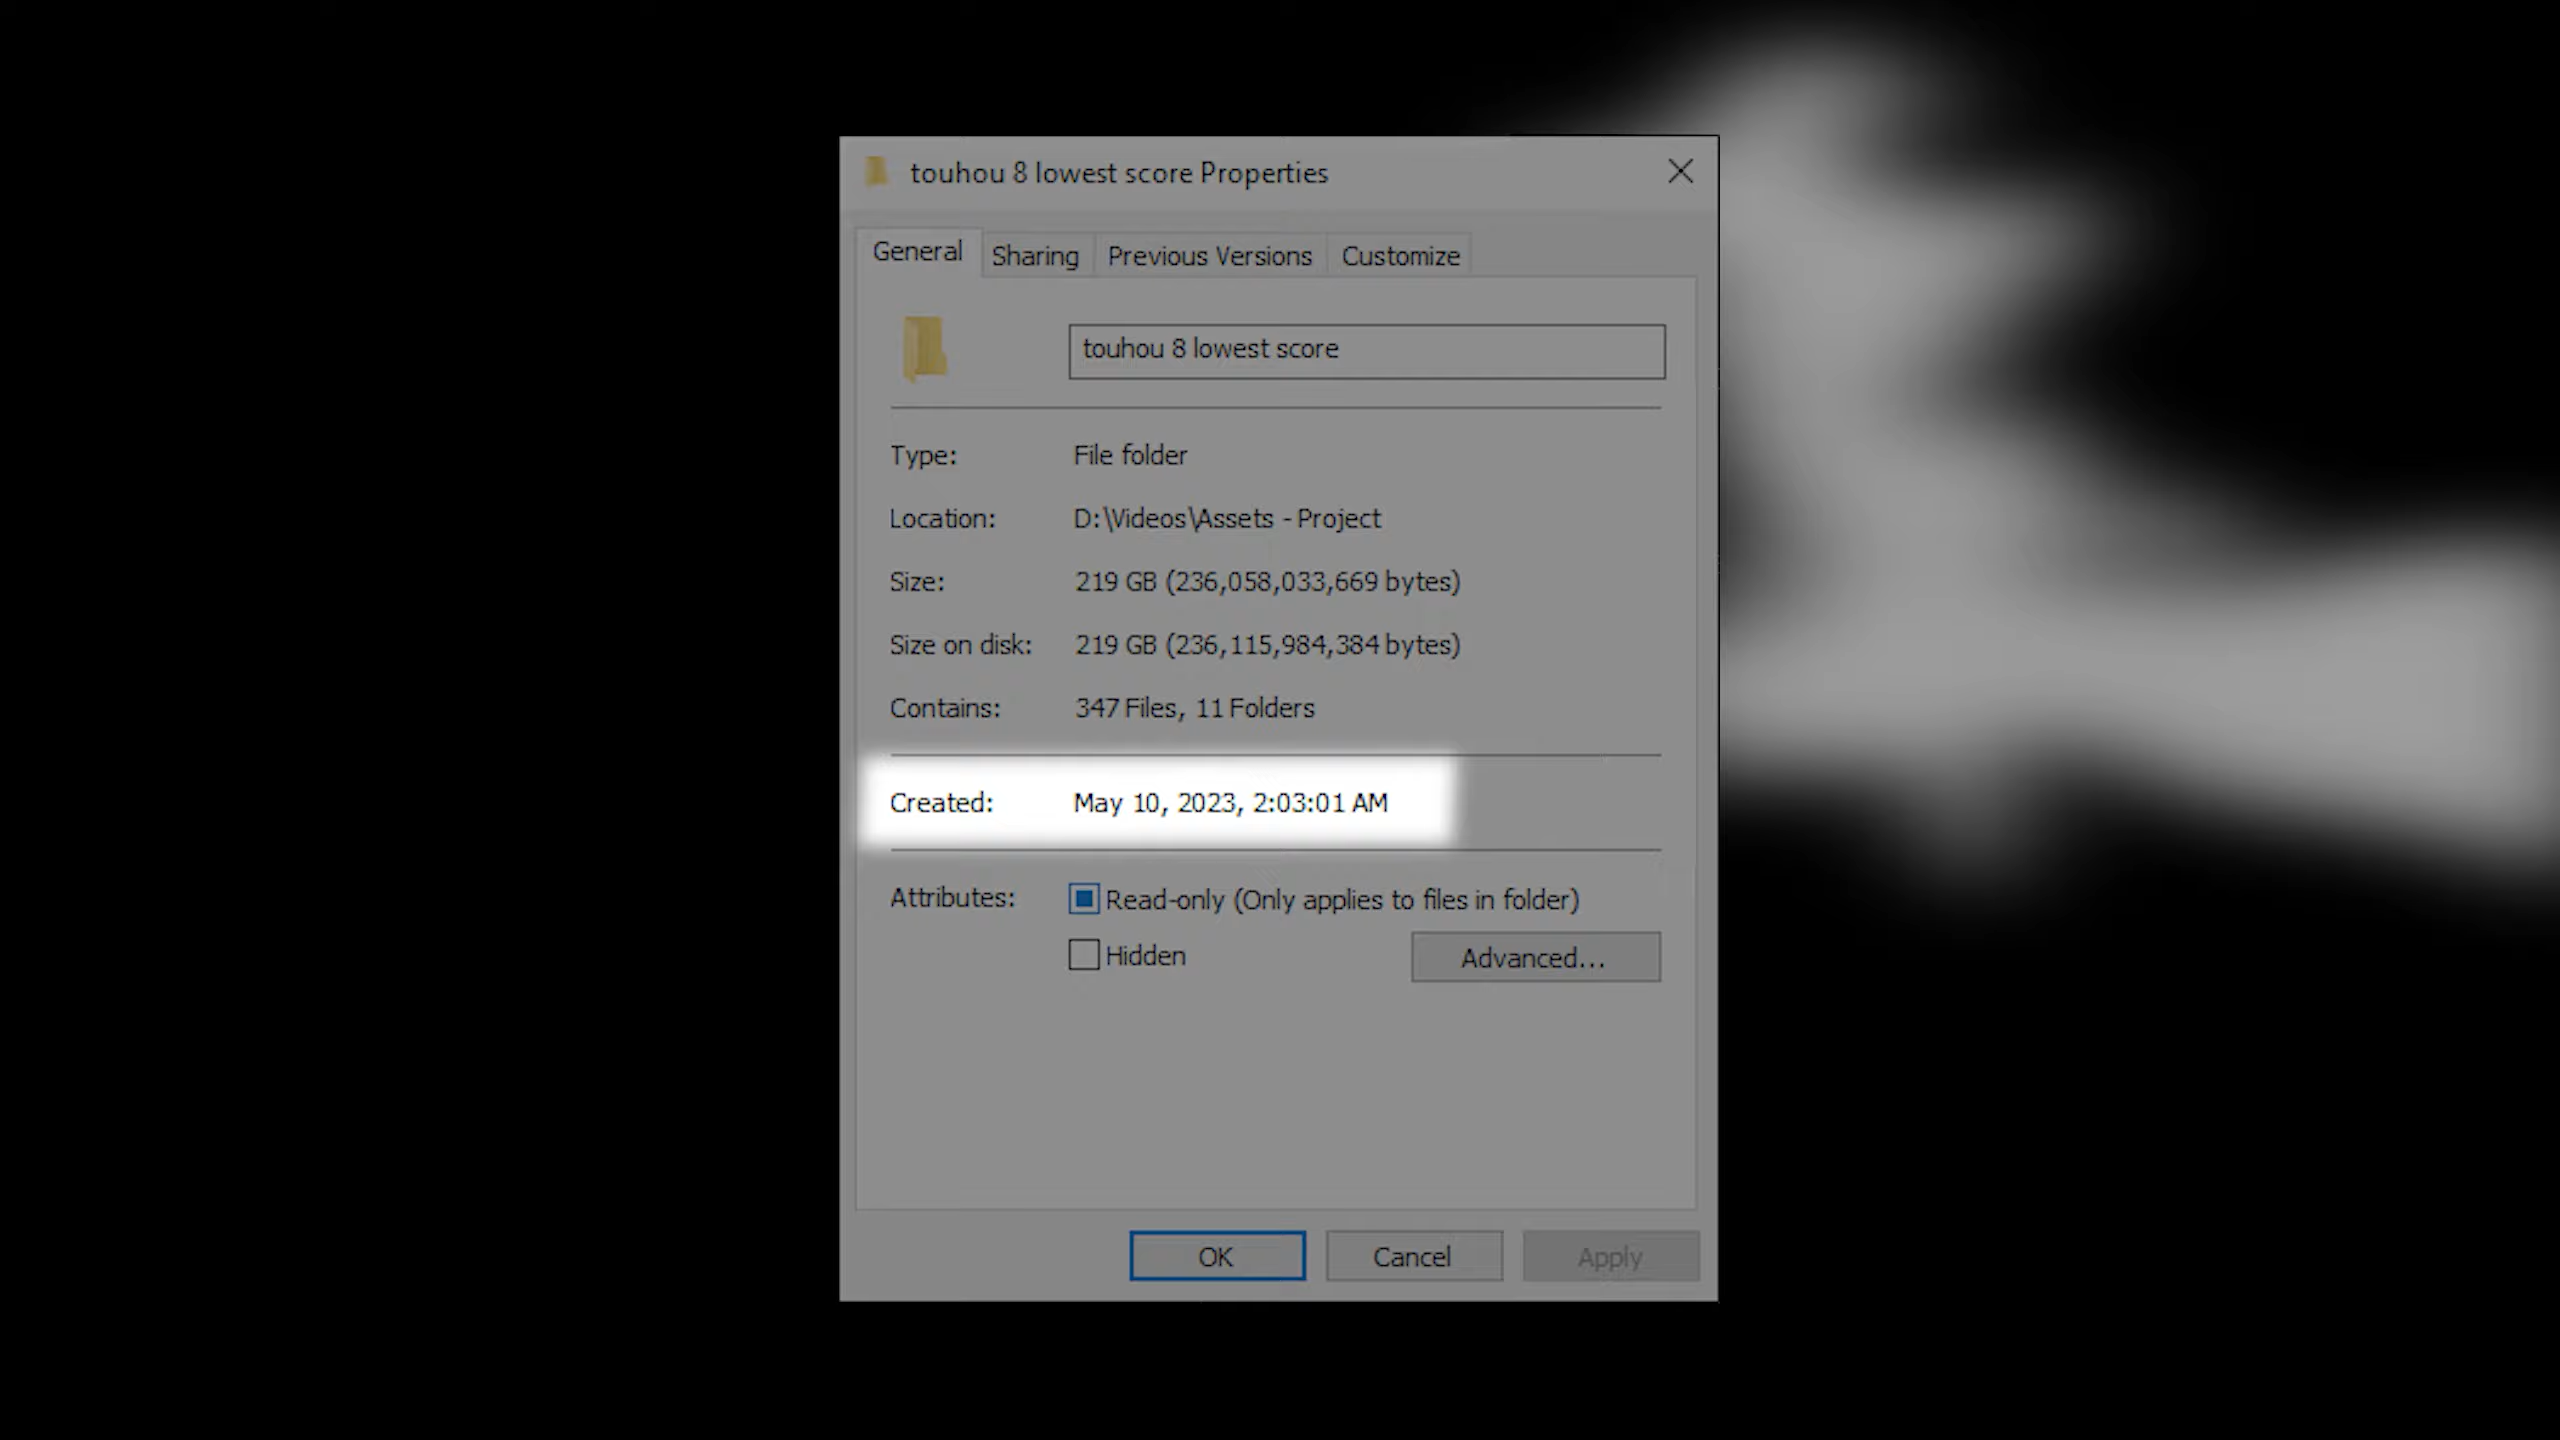 touhou 8 lowest score Properties
General Sharing Previous Versions Customize
touhou 8 lowest score
Type: File folder
Location: D:\Videos\Assets - Project
Size: 219 GB (236,058,033,669 bytes)
Size on disk: 219 GB (236,115,984,384 bytes)
Contains: 347 Files, 11 Folders
Created: May 10, 2023, 2:03:01 AM
Attributes: Read-only (Only applies to files in folder)
Hidden Advanced...
OK Cancel Apply